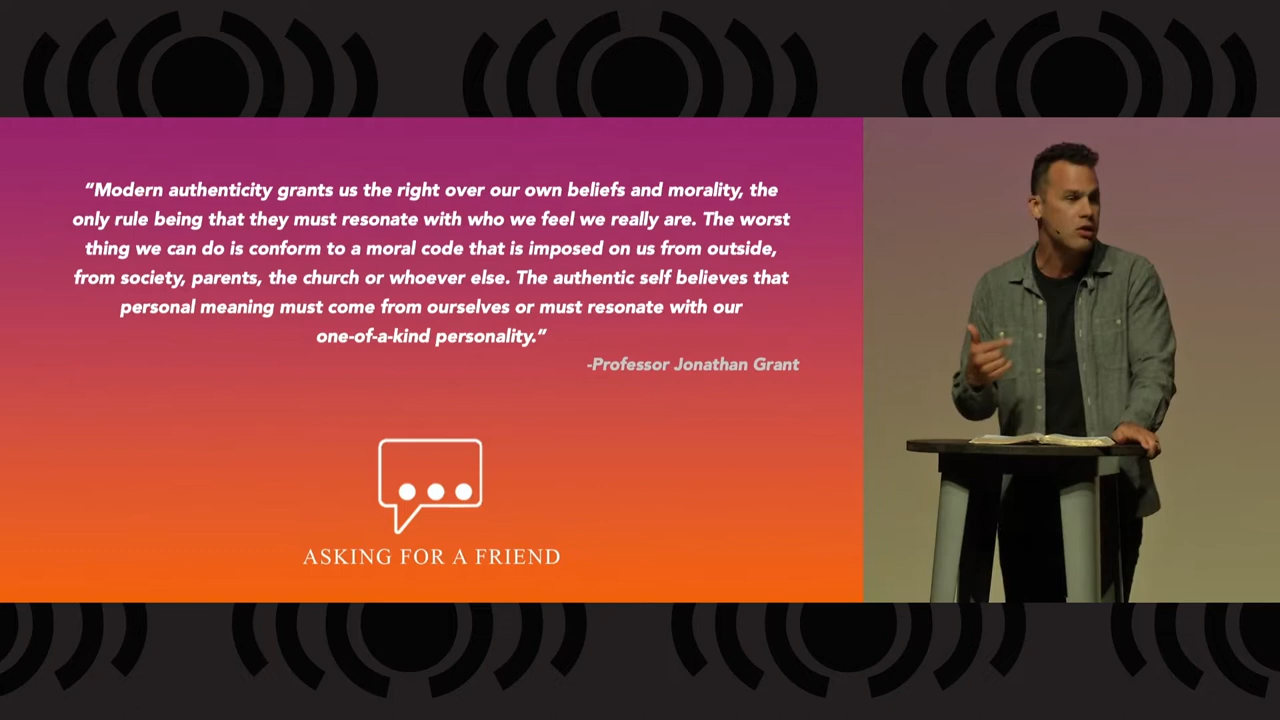 “Modern authenticity grants us the right over our own beliefs and morality, the
only rule being that they must resonate with who we feel we really are. The worst
thing we can do is conform to a moral code that is imposed on us from outside,
from society, parents, the church or whoever else. The authentic self believes that
personal meaning must come from ourselves or must resonate with our
one-of-a-kind personality.”
-Professor Jonathan Grant
ASKING FOR A FRIEND